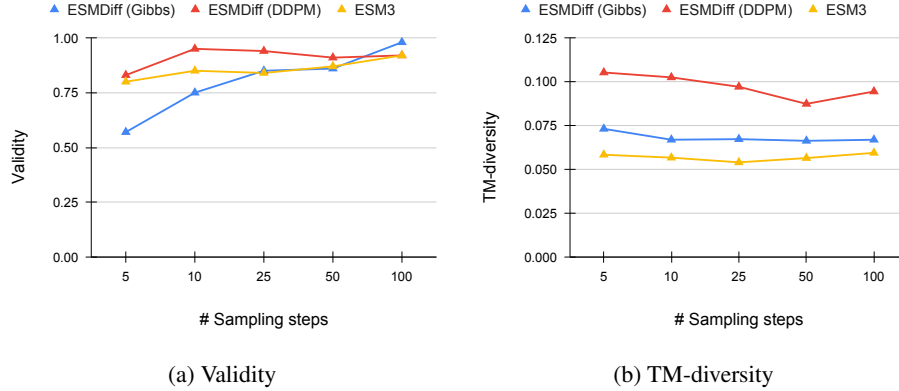 ESMDiff (Gibbs) ESMDiff (DDPM) ESM3
1.00
0.75
0.50
0.25
0.00
Validity
5 10 25 50 100
# Sampling steps
(a) Validity
ESMDiff (Gibbs) ESMDiff (DDPM) ESM3
0.125
0.100
0.075
0.050
0.025
0.000
TM-diversity
5 10 25 50 100
# Sampling steps
(b) TM-diversity